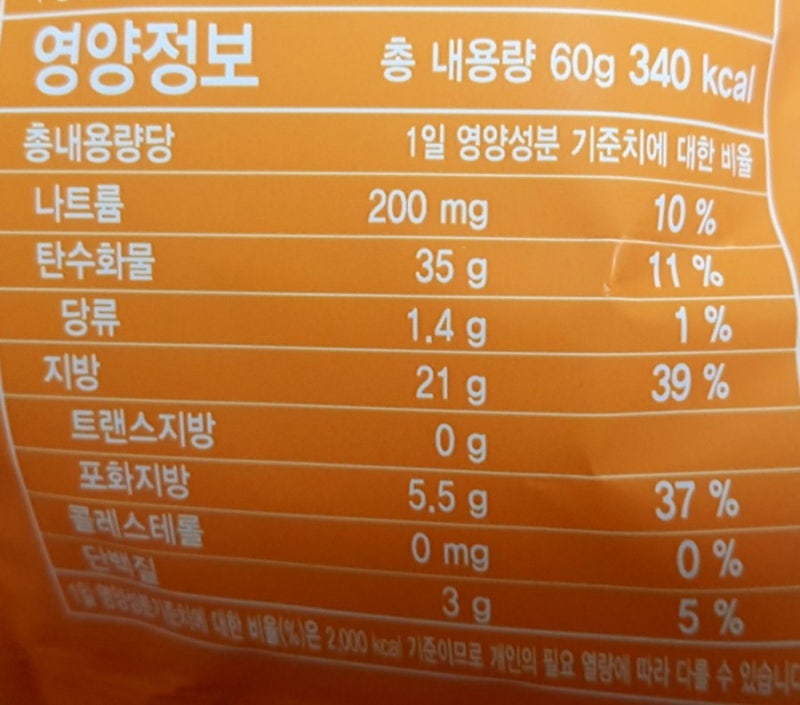 영양정보 총 내용량 60g 340 kcal
총내용량당 1일 영양성분 기준치에 대한 비율
나트륨 200 mg 10 %
탄수화물 35 g 11 %
당류 1.4 g 1 %
지방 21 g 39 %
트랜스지방 0 g
포화지방 5.5 g 37 %
콜레스테롤 0 mg 0 %
단백질 3 g 5 %
1일 영양성분기준치에 대한 비율(%)은 2,000 kcal 기준이므로 개인의 필요 열량에 따라 다를 수 있습니다